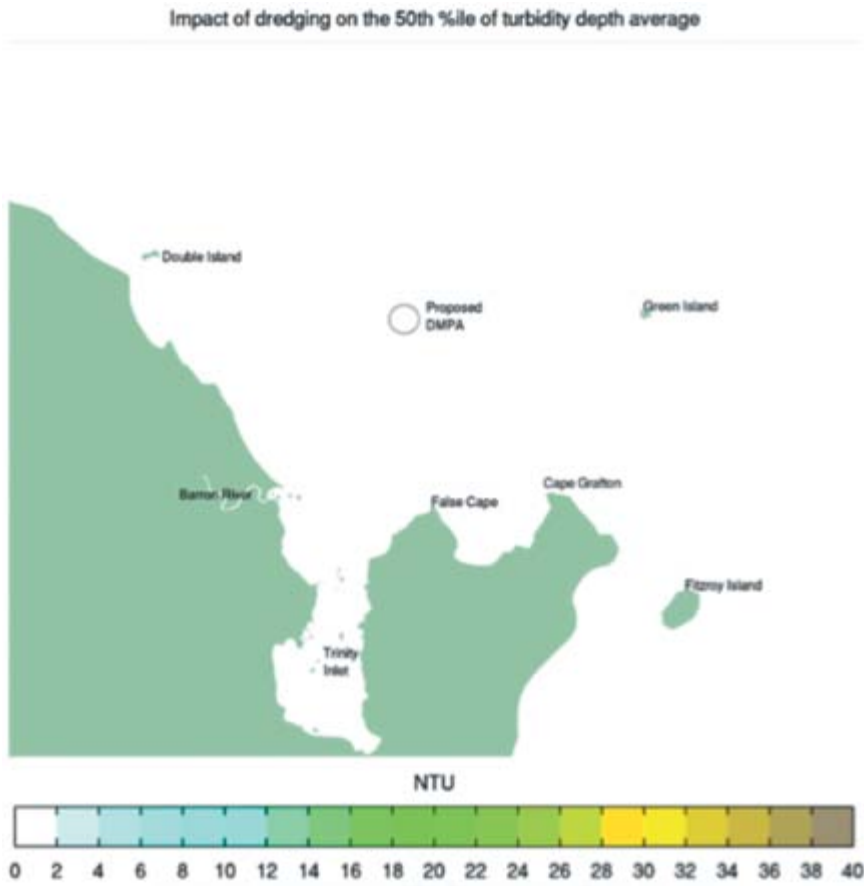 Impact of dredging on the 50th %ile of turbidity depth average
Double Island
Proposed
DMPA
Green Island
Barron River
False Cape
Cape Grafton
Fitzroy Island
Trinity
Inlet
NTU
0 2 4 6 8 10 12 14 16 18 20 22 24 26 28 30 32 34 36 38 40